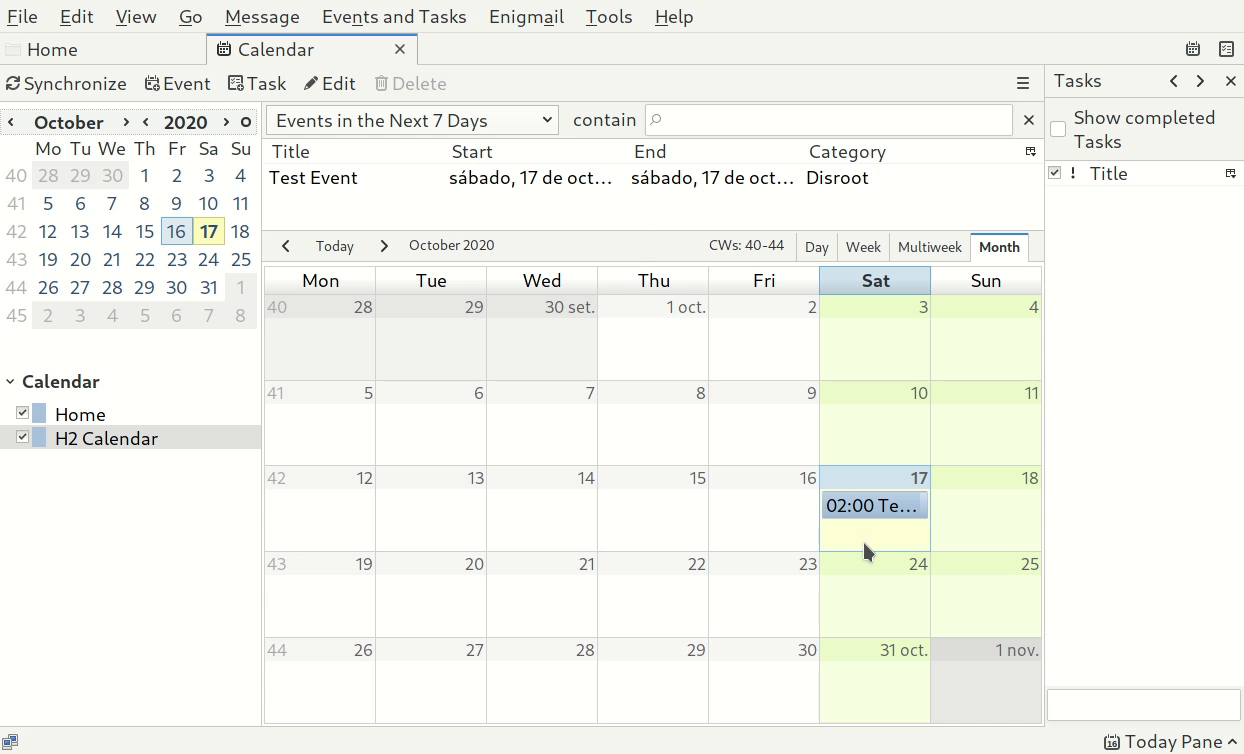 File Edit View Go Message Events and Tasks Enigmail Tools Help
Home Calendar
Synchronize Event Task Edit Delete
Tasks
Show completed Tasks
! Title
October 2020
Mo Tu We Th Fr Sa Su
40 28 29 30 1 2 3 4
41 5 6 7 8 9 10 11
42 12 13 14 15 16 17 18
43 19 20 21 22 23 24 25
44 26 27 28 29 30 31 1
45 2 3 4 5 6 7 8
Calendar
Home
H2 Calendar
Events in the Next 7 Days contain
Title Start End Category
Test Event sábado, 17 de oct... sábado, 17 de oct... Disroot
Today October 2020 CWs: 40-44 Day Week Multiweek Month
Mon Tue Wed Thu Fri Sat Sun
40 28 29 30 set. 1 oct. 2 3 4
41 5 6 7 8 9 10 11
42 12 13 14 15 16 17 18
02:00 Te...
43 19 20 21 22 23 24 25
44 26 27 28 29 30 31 oct. 1 nov.
16 Today Pane